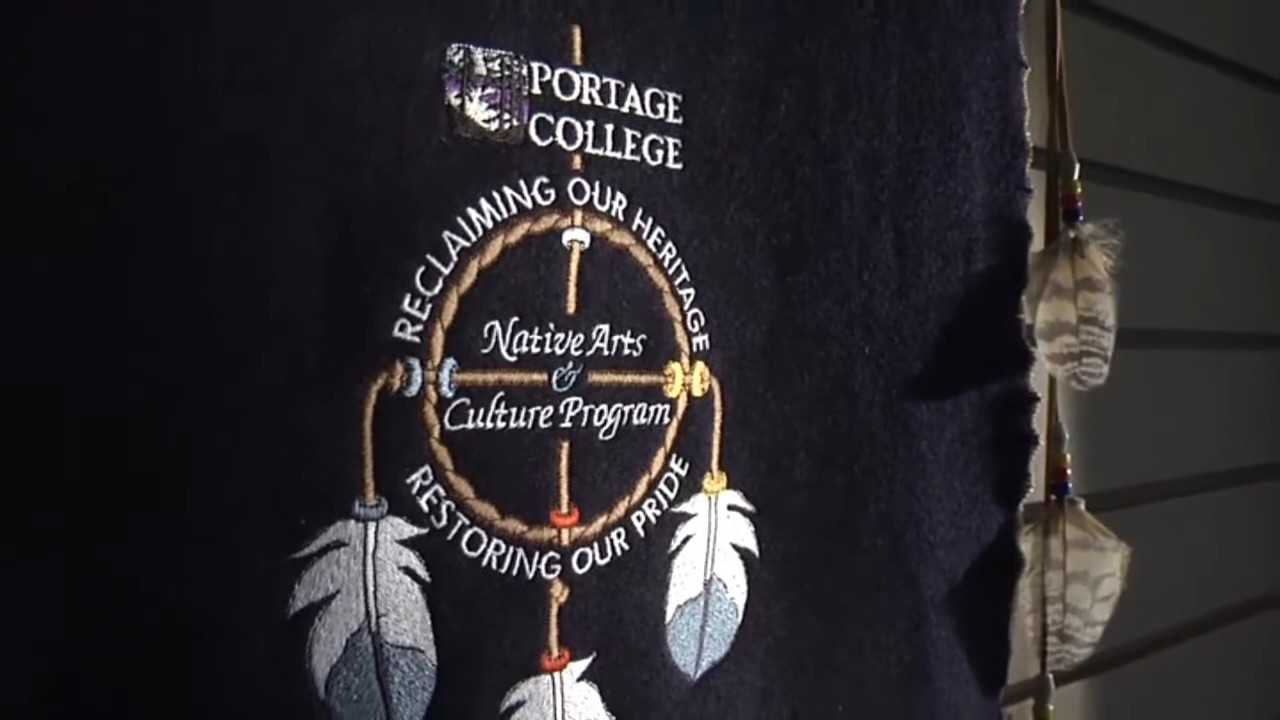 PORTAGE
COLLEGE
RECLAIMING OUR HERITAGE
Native Arts
&
Culture Program
RESTORING OUR PRIDE